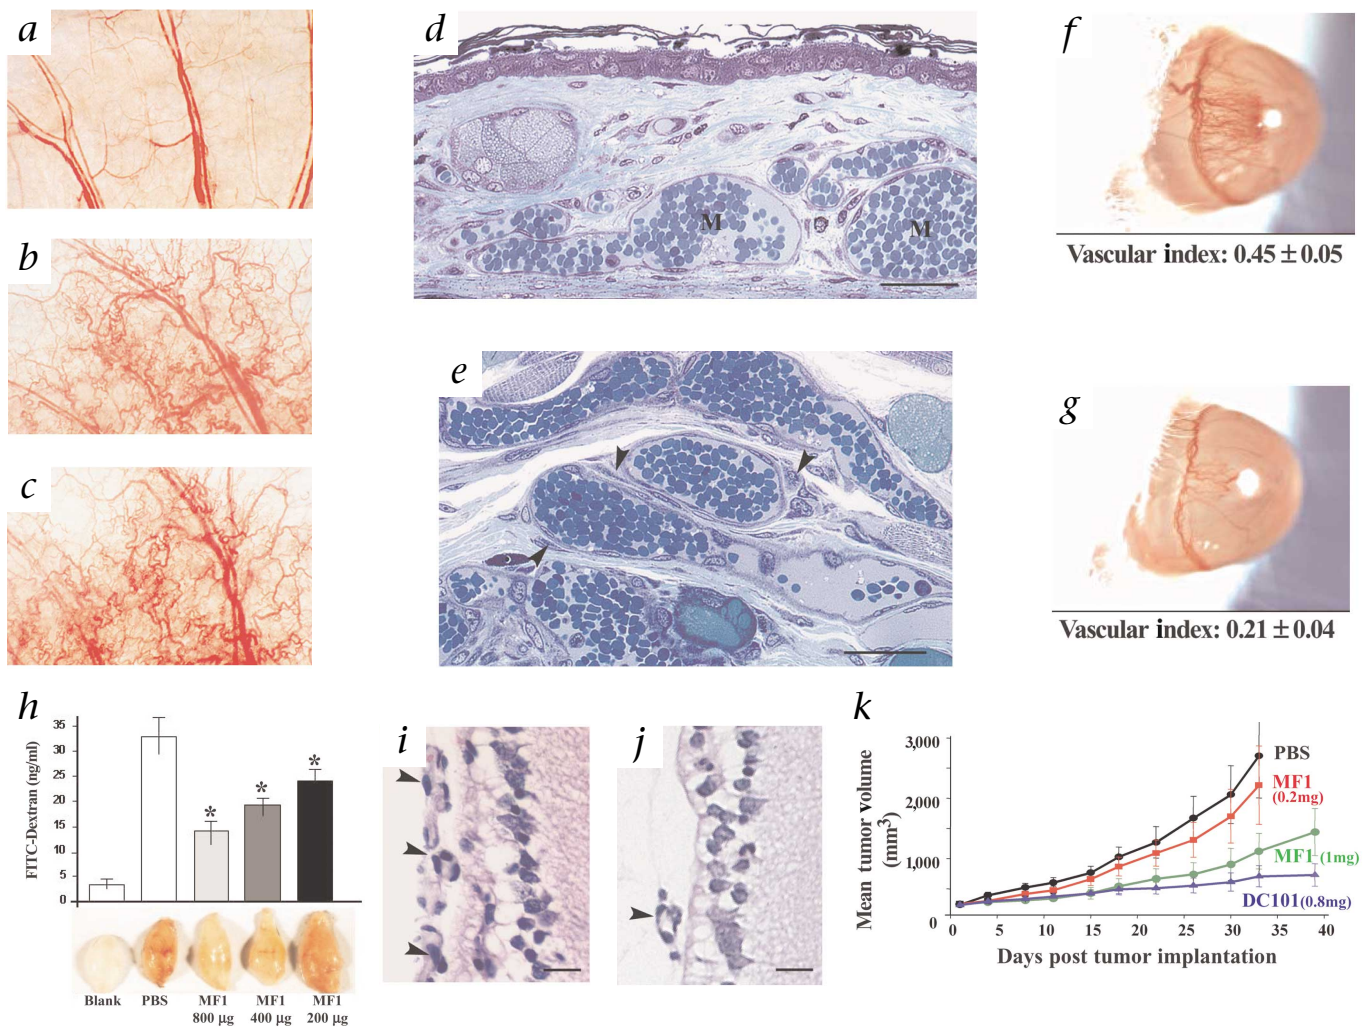 a
b
c
d
M
M
e
f
Vascular index: 0.45 ± 0.05
g
Vascular index: 0.21 ± 0.04
h
FITC-Dextran (ng/ml)
35
30
25
20
15
10
5
0
*
*
*
Blank
PBS
MF1
800 µg
MF1
400 µg
MF1
200 µg
i
j
k
Mean tumor volume
(mm³)
3,000
2,000
1,000
0
PBS
MF1
(0.2mg)
MF1 (1mg)
DC101(0.8mg)
0 5 11 15 20 26 30 35 40
Days post tumor implantation